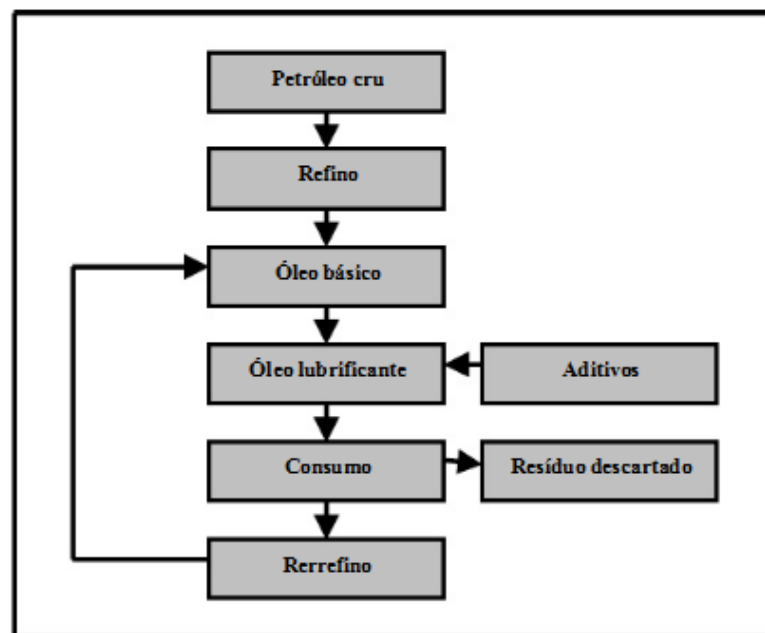 Petróleo cru
Refino
Óleo básico
Óleo lubrificante
Aditivos
Consumo
Resíduo descartado
Rerrefino